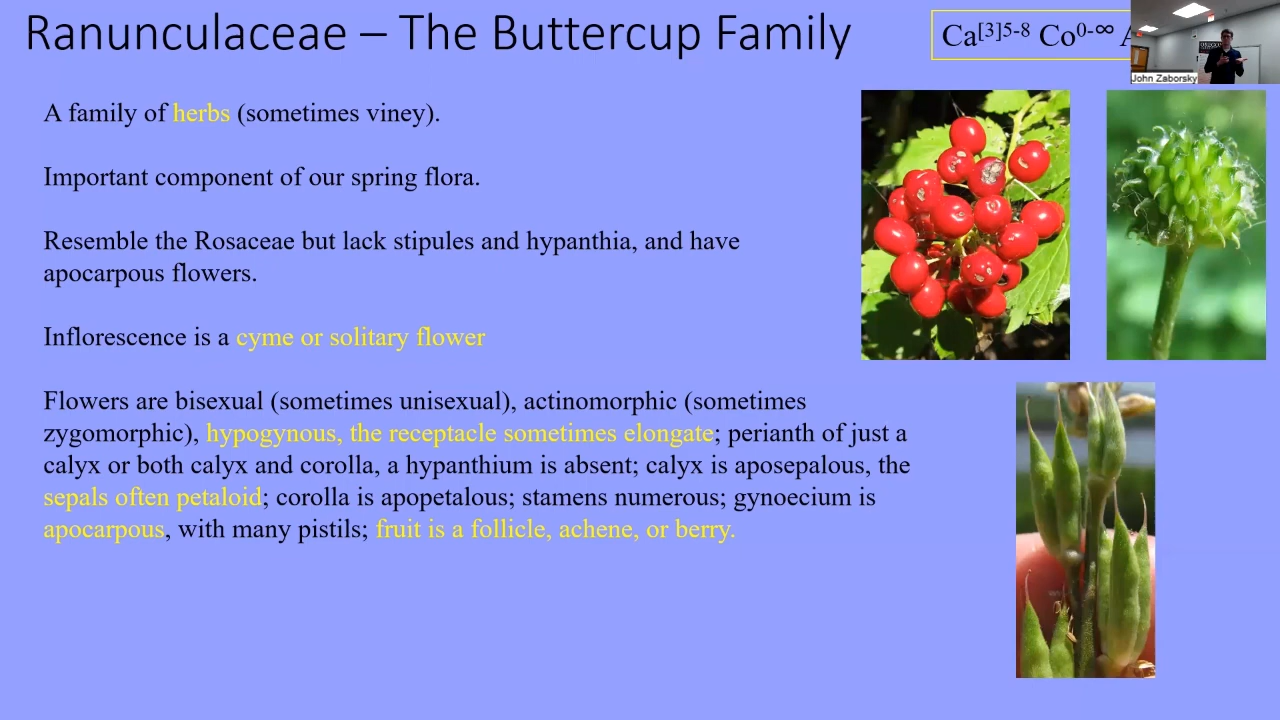 Ranunculaceae – The Buttercup Family
Ca[3]5-8 Co0-∞
John Zaborsky
A family of herbs (sometimes viney).
Important component of our spring flora.
Resemble the Rosaceae but lack stipules and hypanthia, and have
apocarpous flowers.
Inflorescence is a cyme or solitary flower
Flowers are bisexual (sometimes unisexual), actinomorphic (sometimes
zygomorphic), hypogynous, the receptacle sometimes elongate; perianth of just a
calyx or both calyx and corolla, a hypanthium is absent; calyx is aposepalous, the
sepals often petaloid; corolla is apopetalous; stamens numerous; gynoecium is
apocarpous, with many pistils; fruit is a follicle, achene, or berry.